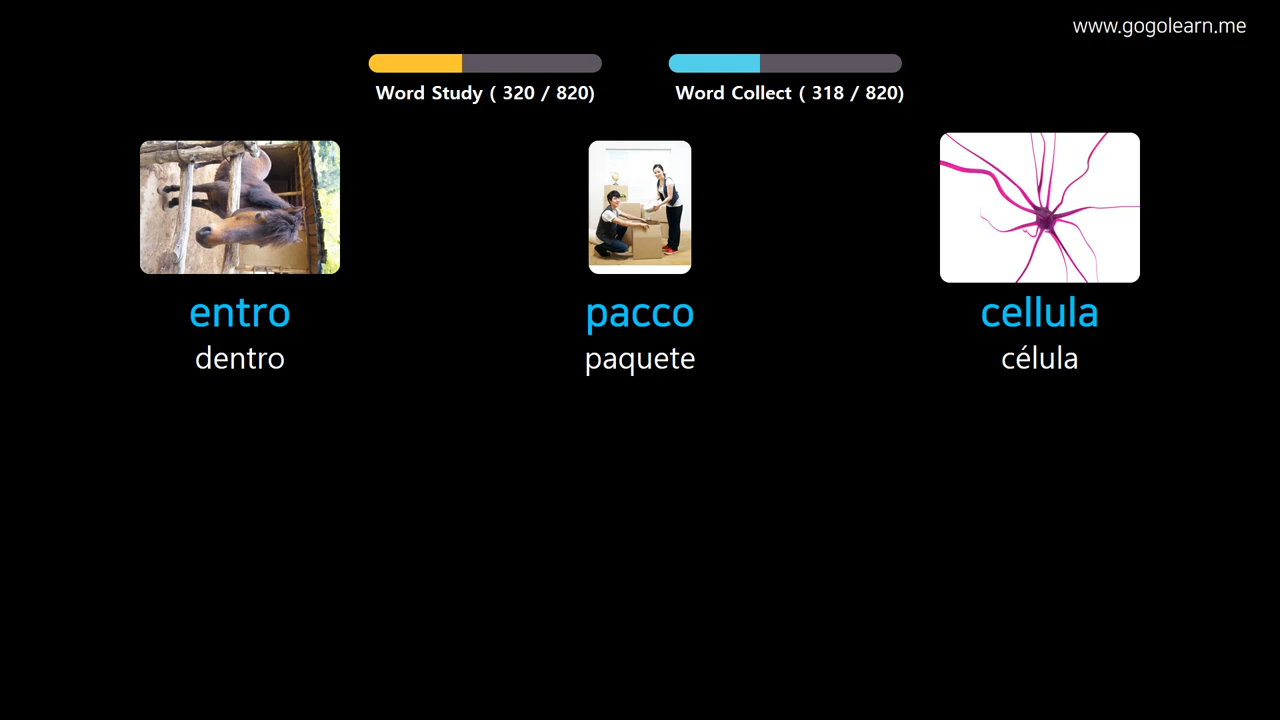 www.gogolearn.me
Word Study ( 320 / 820)
Word Collect ( 318 / 820)
entro
dentro
pacco
paquete
cellula
célula